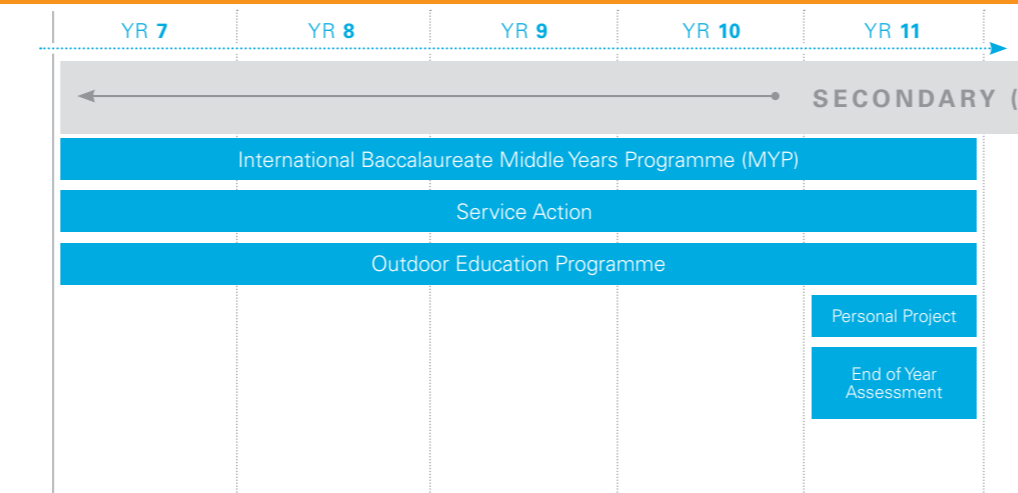 YR 7 YR 8 YR 9 YR 10 YR 11
SECONDARY (
International Baccalaureate Middle Years Programme (MYP)
Service Action
Outdoor Education Programme
Personal Project
End of Year
Assessment